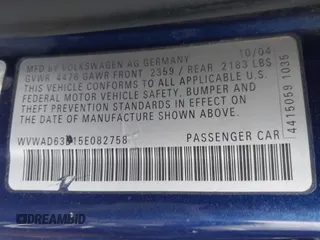 MFD BY VOLKSWAGEN AG GERMANY 10/04
GVWR 4478 GAWR FRONT 2359 / REAR 2183 LBS
THIS VEHICLE CONFORMS TO ALL APPLICABLE U.S.
FEDERAL MOTOR VEHICLE SAFETY, BUMPER AND
THEFT PREVENTION STANDARDS IN EFFECT ON
THE DATE OF MANUFACTURE SHOWN ABOVE.
PASSENGER CAR
4415059 1035
DREAMBID